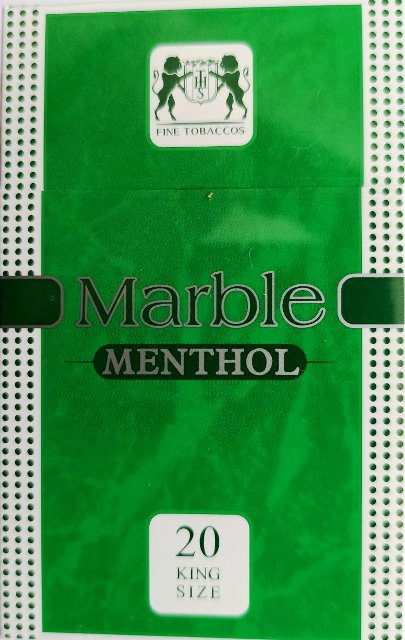 FINE TOBACCOS
Marble
MENTHOL
20
KING
SIZE